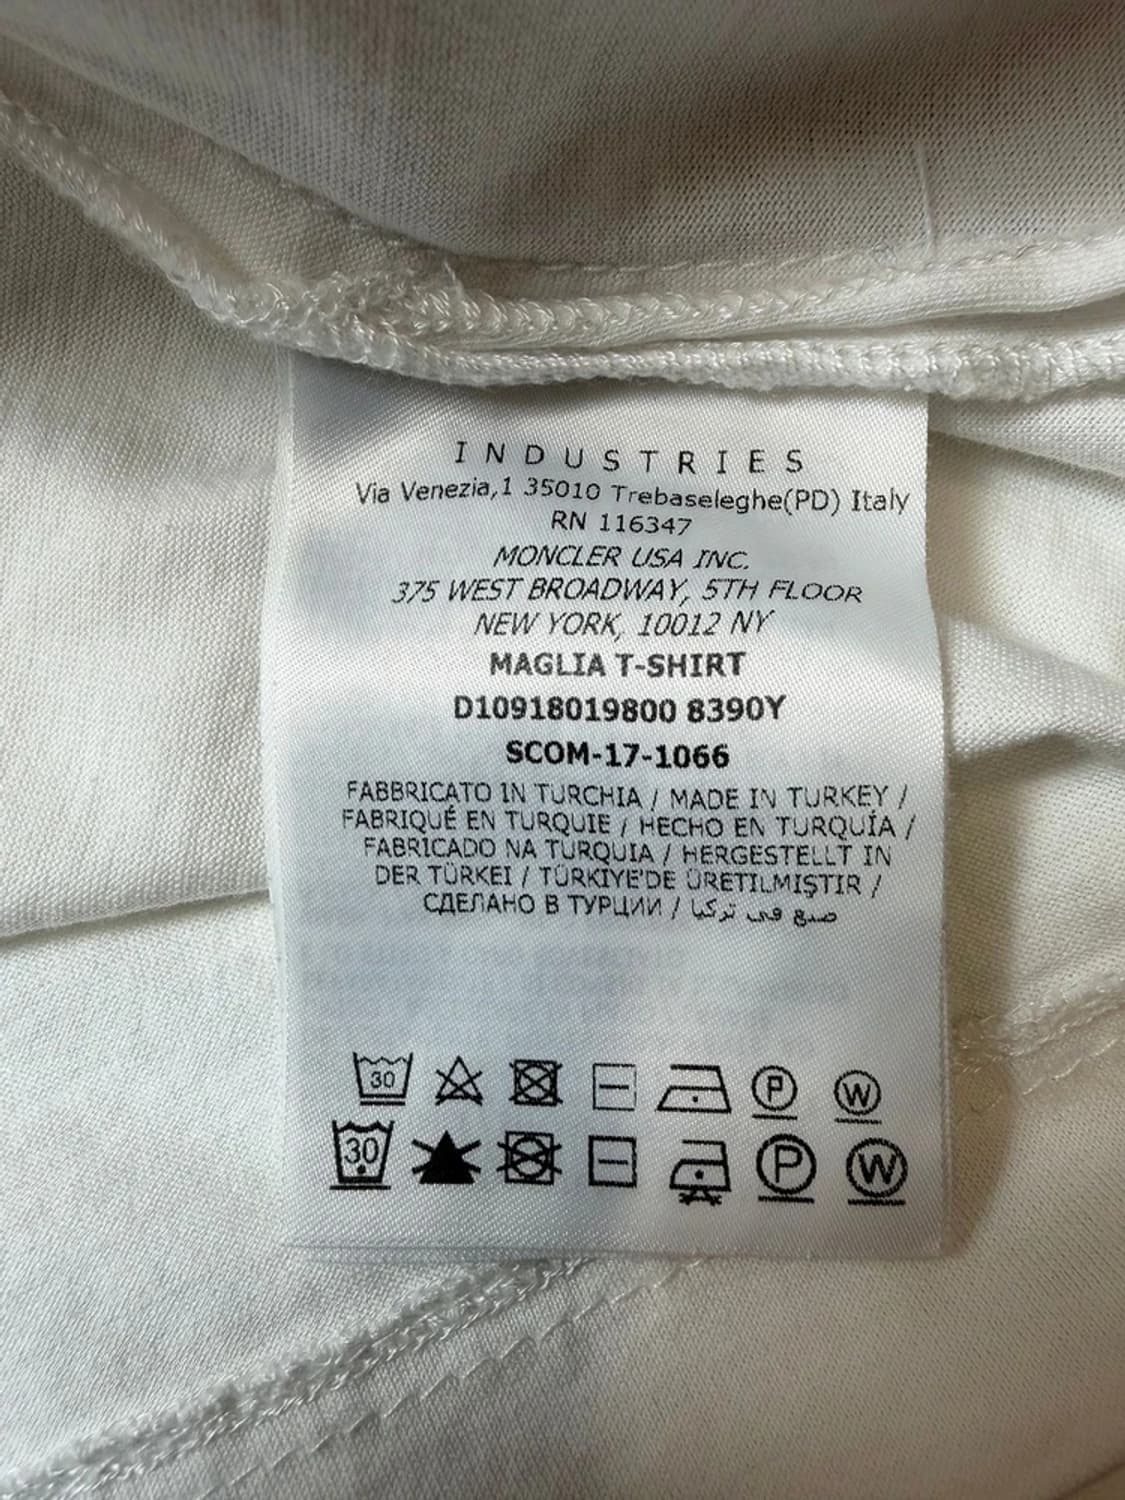 INDUSTRIES
Via Venezia,1 35010 Trebaseleghe(PD) Italy
RN 116347
MONCLER USA INC.
375 WEST BROADWAY, 5TH FLOOR
NEW YORK, 10012 NY
MAGLIA T-SHIRT
D10918019800 8390Y
SCOM-17-1066
FABBRICATO IN TURCHIA / MADE IN TURKEY /
FABRIQUÉ EN TURQUIE / HECHO EN TURQUÍA /
FABRICADO NA TURQUIA / HERGESTELLT IN
DER TÜRKEI / TÜRKIYE'DE ÜRETILMIŞTIR /
СДЕЛАНО В ТУРЦИИ / صنع في تركيا
30 P W
30 P W